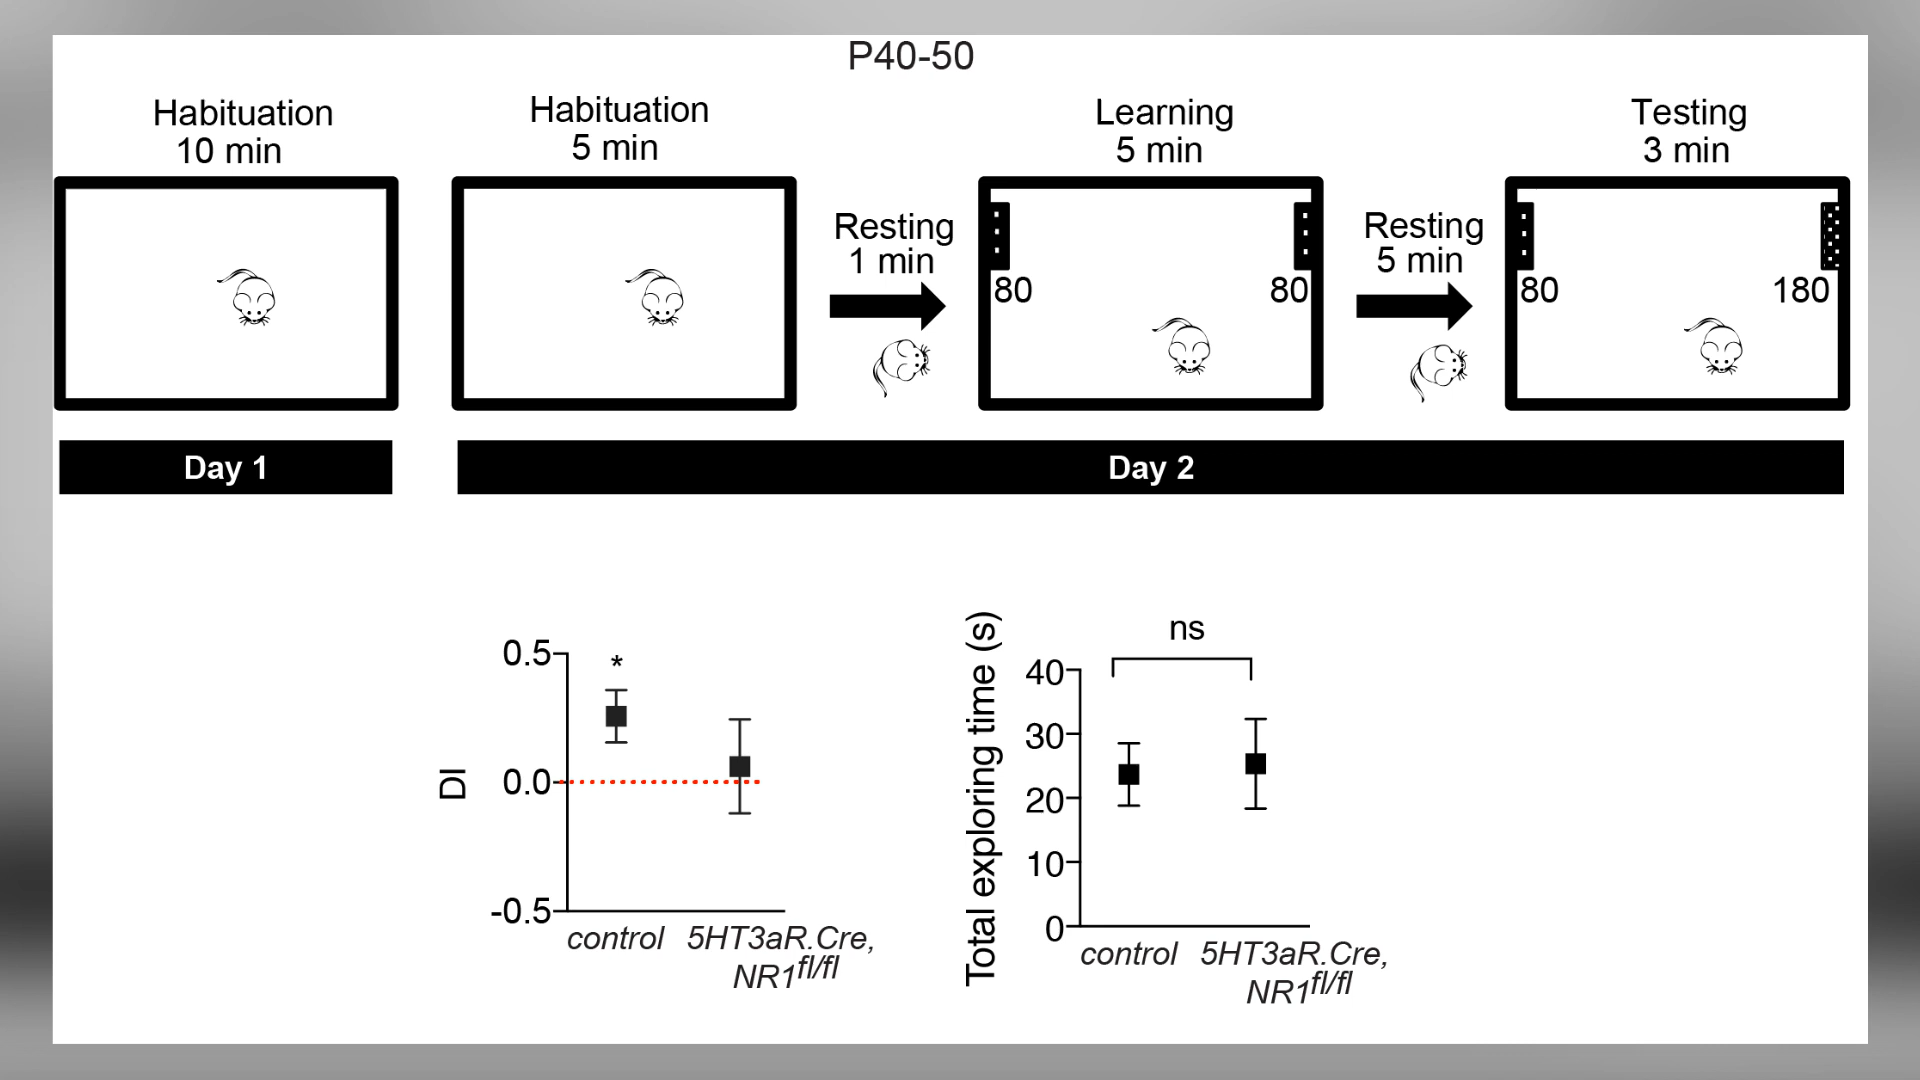 P40-50
Habituation
10 min
Habituation
5 min
Resting
1 min
Learning
5 min
80
80
Resting
5 min
Testing
3 min
80
180
Day 1
Day 2
DI
0.5
0.0
-0.5
*
control
5HT3aR.Cre,
NR1fl/fl
Total exploring time (s)
40
30
20
10
0
ns
control
5HT3aR.Cre,
NR1fl/fl